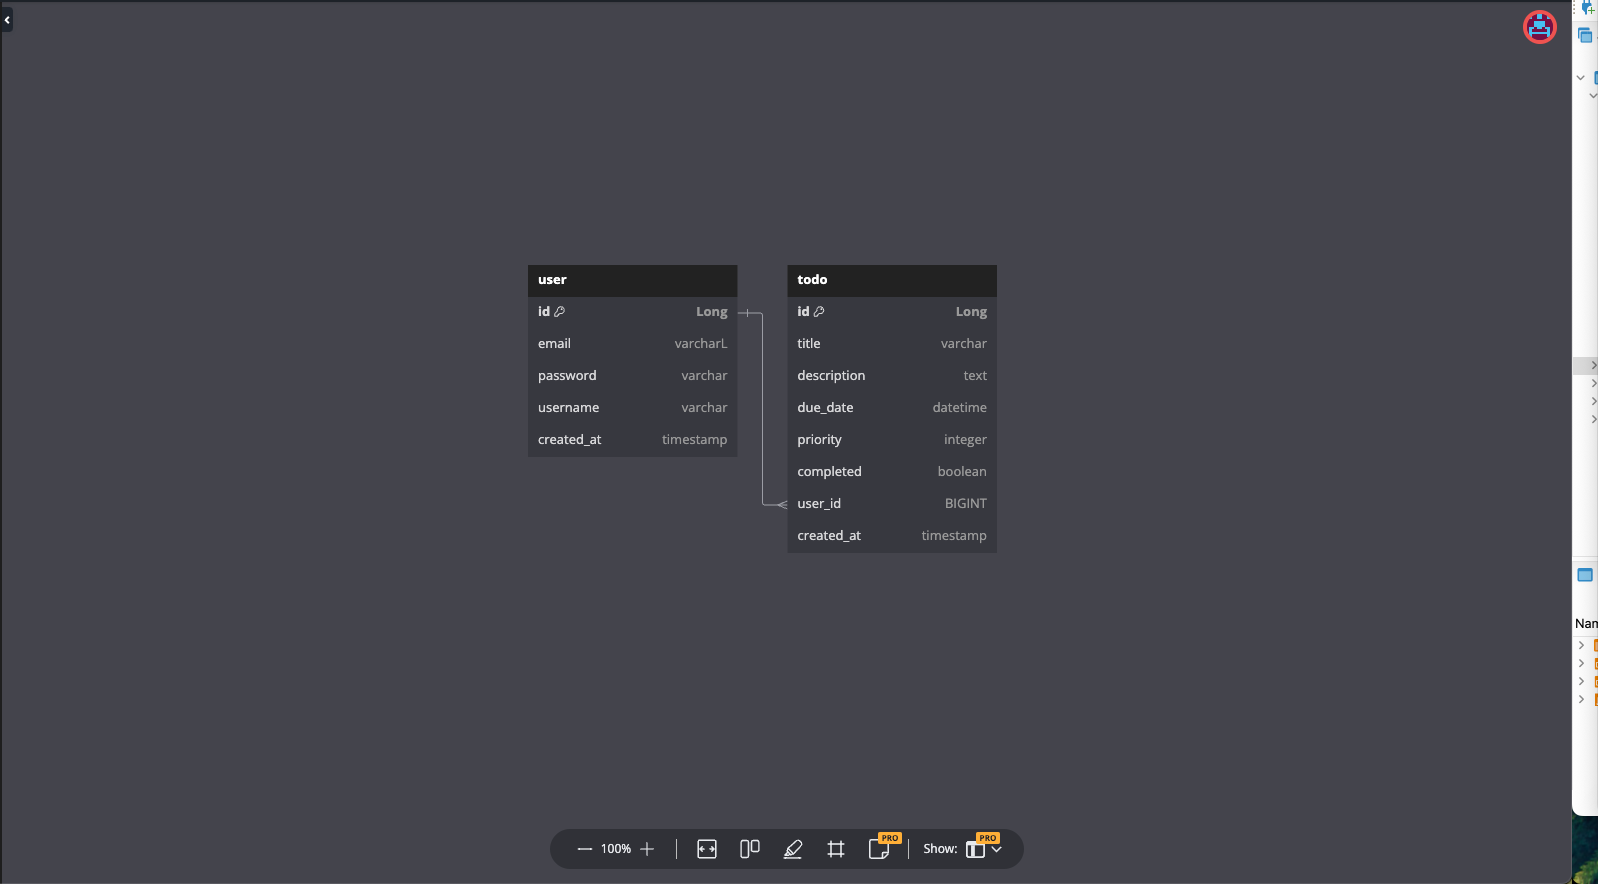 user
id Long
email varcharL
password varchar
username varchar
created_at timestamp
todo
id Long
title varchar
description text
due_date datetime
priority integer
completed boolean
user_id BIGINT
created_at timestamp
Nam
100%
PRO
Show:
PRO